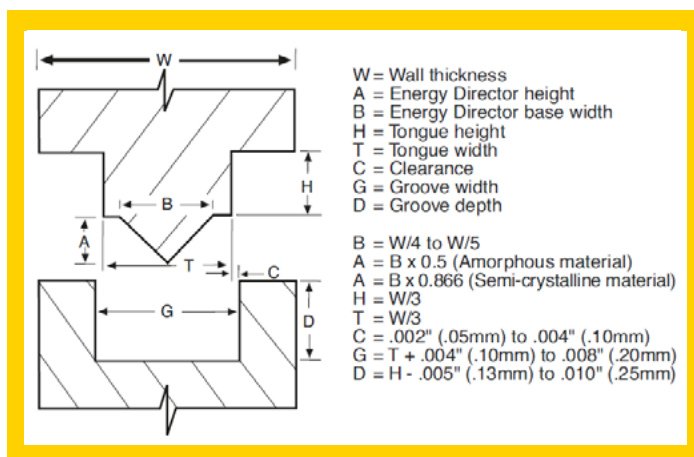 W
B
H
A
T
C
G
D
W = Wall thickness
A = Energy Director height
B = Energy Director base width
H = Tongue height
T = Tongue width
C = Clearance
G = Groove width
D = Groove depth
B = W/4 to W/5
A = B x 0.5 (Amorphous material)
A = B x 0.866 (Semi-crystalline material)
H = W/3
T = W/3
C = .002" (.05mm) to .004" (.10mm)
G = T + .004" (.10mm) to .008" (.20mm)
D = H - .005" (.13mm) to .010" (.25mm)